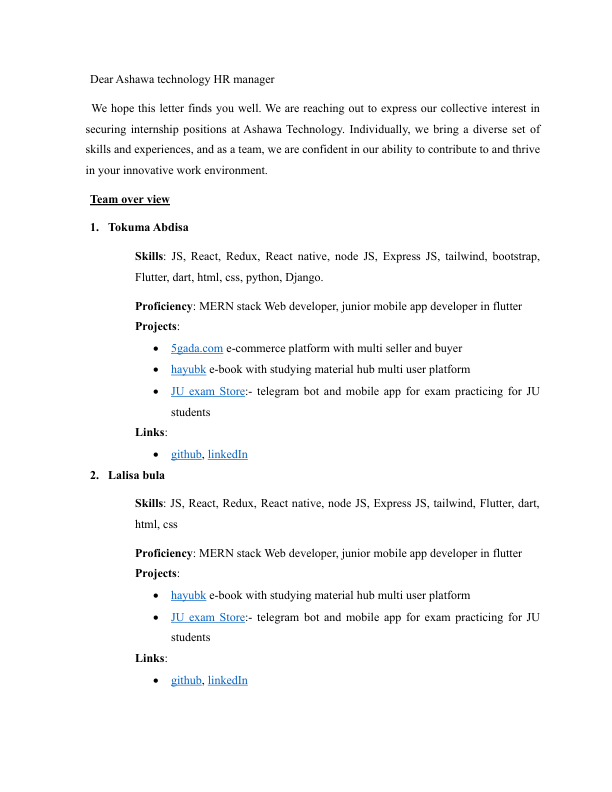 Dear Ashawa technology HR manager
We hope this letter finds you well. We are reaching out to express our collective interest in
securing internship positions at Ashawa Technology. Individually, we bring a diverse set of
skills and experiences, and as a team, we are confident in our ability to contribute to and thrive
in your innovative work environment.
Team over view
1. Tokuma Abdisa
Skills: JS, React, Redux, React native, node JS, Express JS, tailwind, bootstrap,
Flutter, dart, html, css, python, Django.
Proficiency: MERN stack Web developer, junior mobile app developer in flutter
Projects:
• 5gada.com e-commerce platform with multi seller and buyer
• hayubk e-book with studying material hub multi user platform
• JU exam Store:- telegram bot and mobile app for exam practicing for JU
students
Links:
• github, linkedIn
2. Lalisa bula
Skills: JS, React, Redux, React native, node JS, Express JS, tailwind, Flutter, dart,
html, css
Proficiency: MERN stack Web developer, junior mobile app developer in flutter
Projects:
• hayubk e-book with studying material hub multi user platform
• JU exam Store:- telegram bot and mobile app for exam practicing for JU
students
Links:
• github, linkedIn